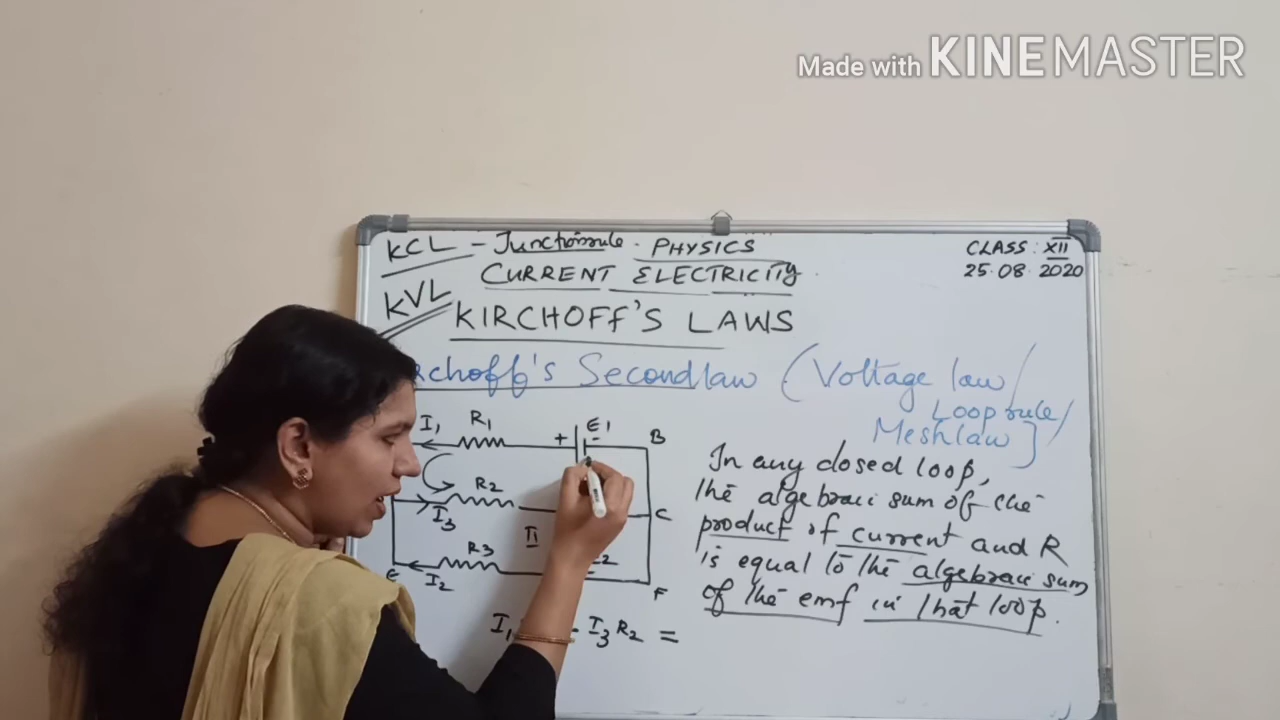 Made with KINEMASTER
KCL - Junction rule. PHYSICS
CLASS: XII
CURRENT ELECTRICITY
25.08.2020
KVL
KIRCHOFF'S LAWS
Second law (Voltage law/
Loop rule/
Mesh law)
I1 R1 + E1 B
In any closed loop,
the algebraic sum of the
product of current and R
is equal to the algebraic sum
of the emf in that loop.
R2
I3 C
II
R3
E I2 F
I3 R2 =